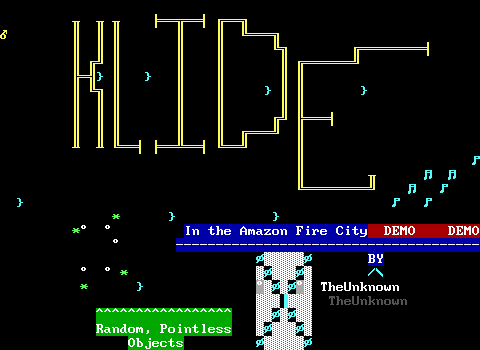 KLIDE
In the Amazon Fire City DEMO DEMO
BY
TheUnknown
TheUnknown
Random, Pointless
Objects